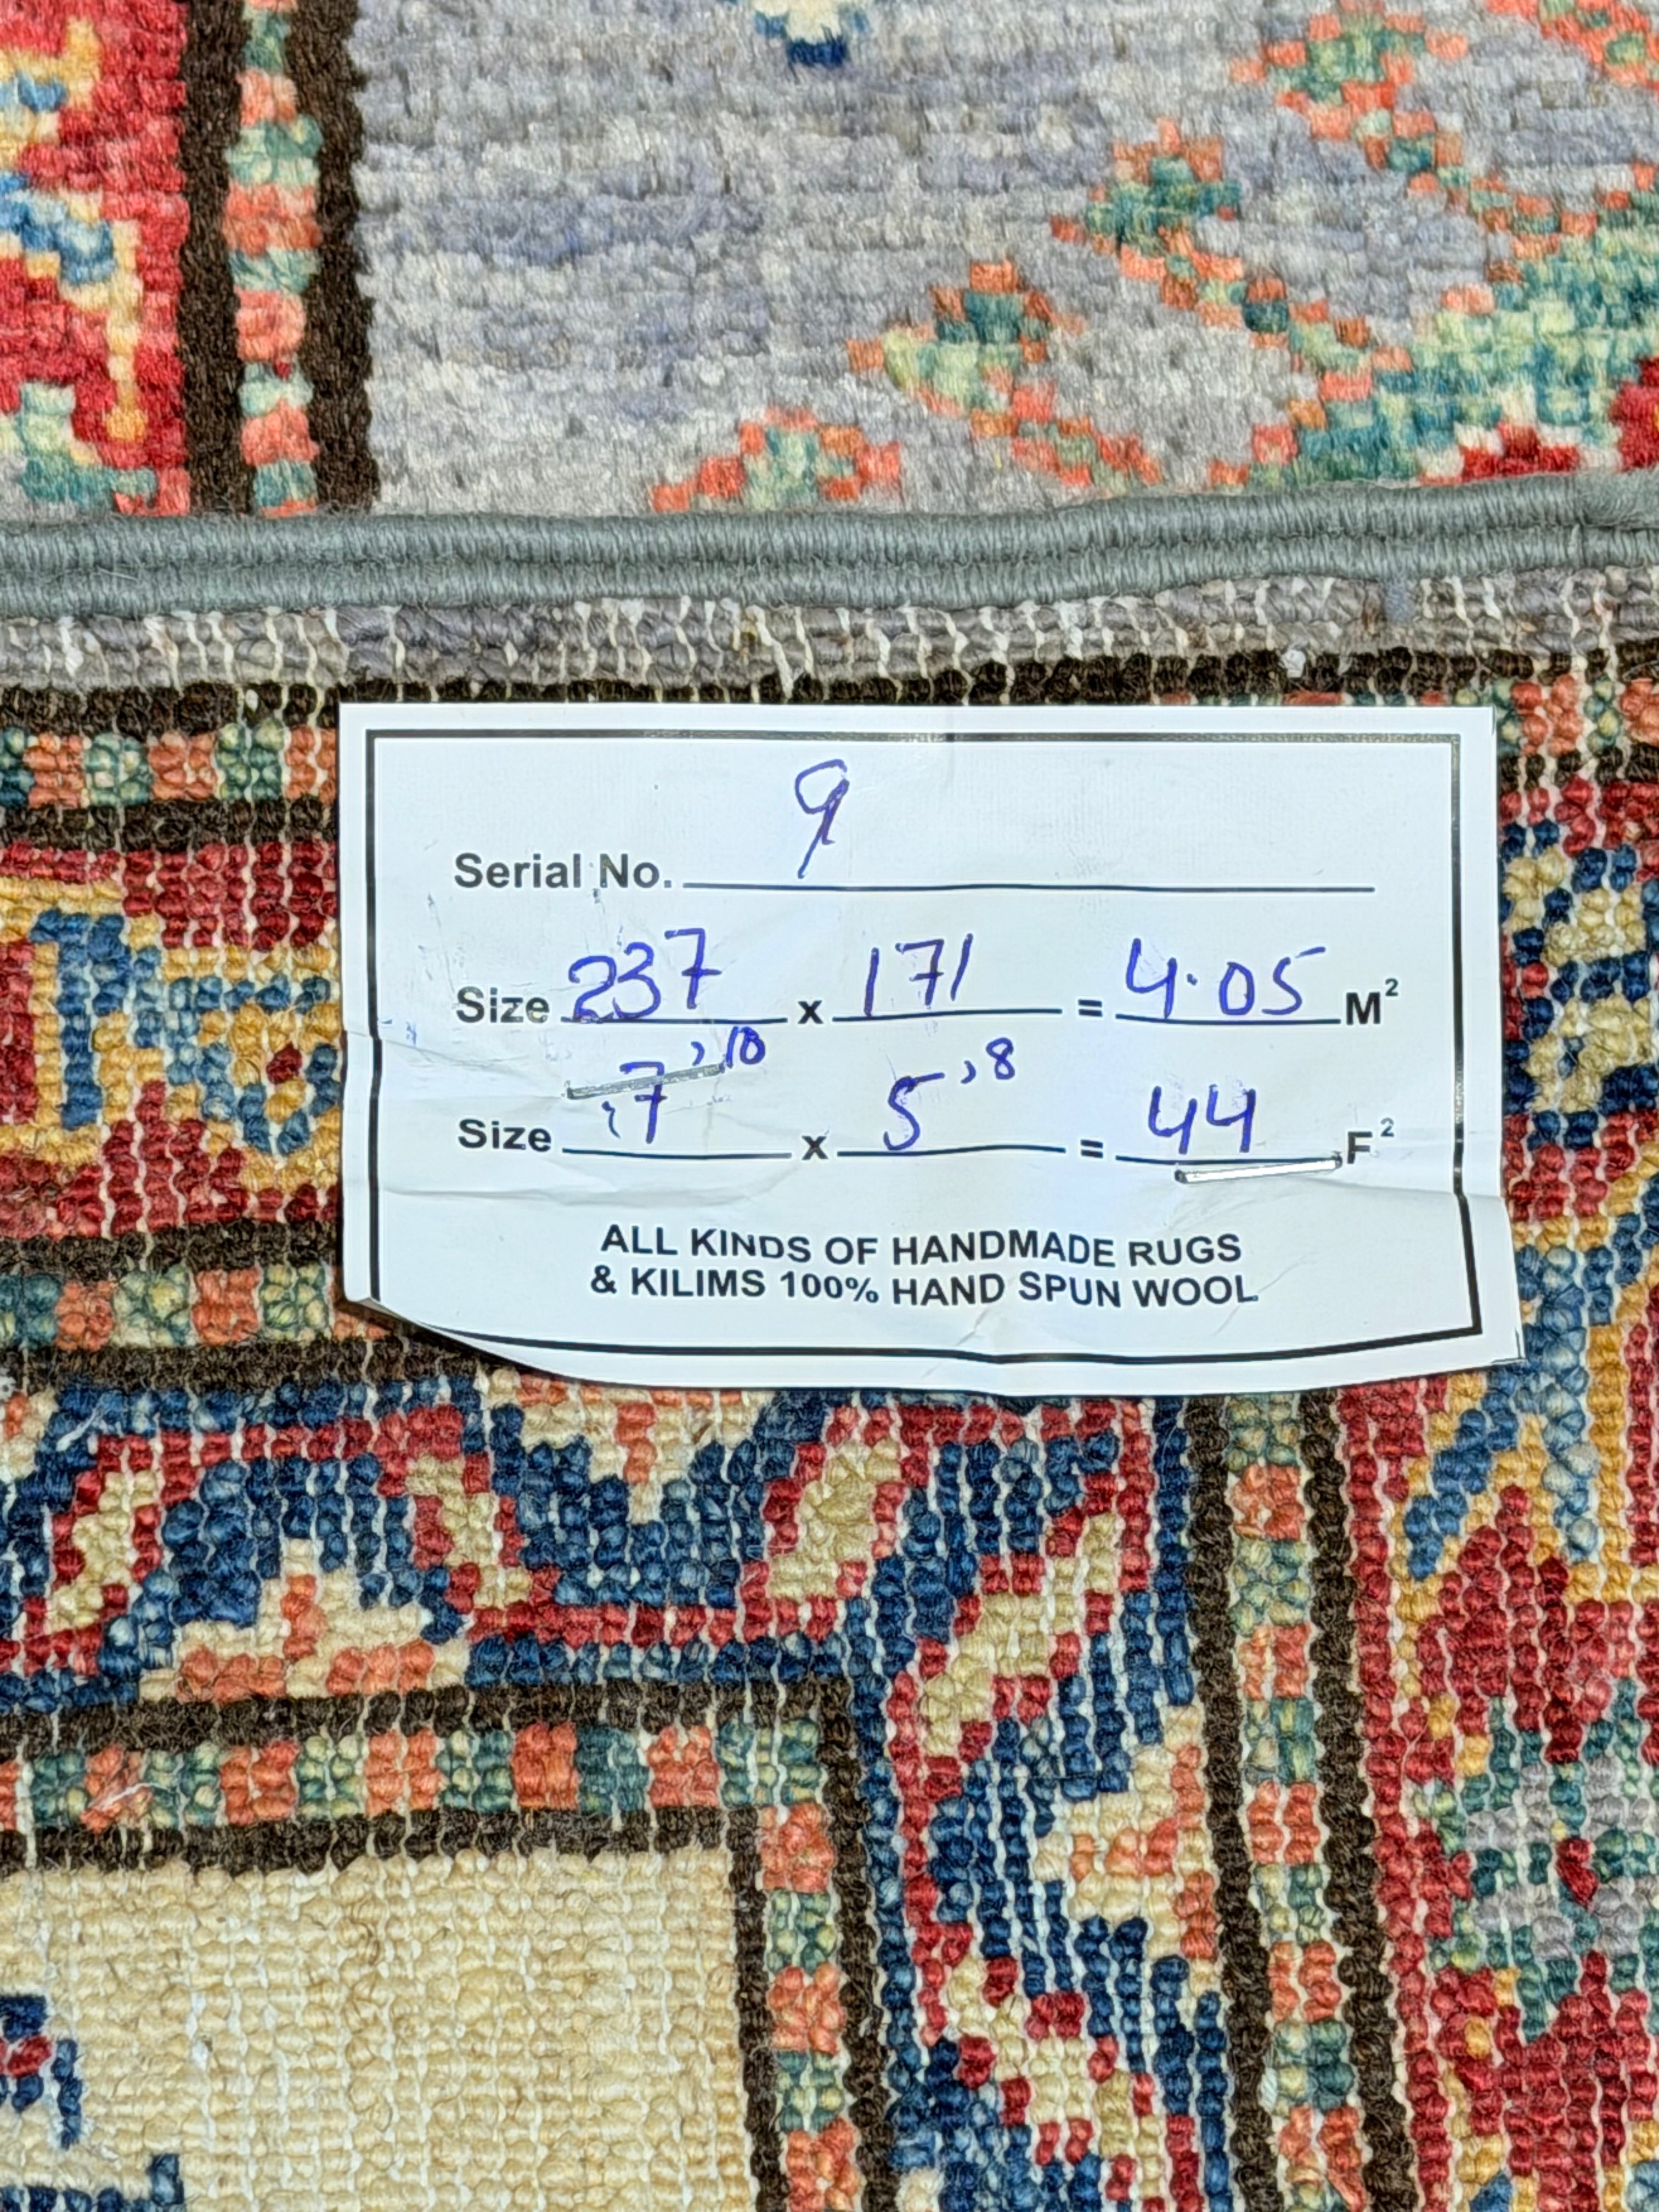 Serial No. 9
Size 237 x 171 = 4.05 M²
Size 7,10 x 5,8 = 44 F²
ALL KINDS OF HANDMADE RUGS
& KILIMS 100% HAND SPUN WOOL